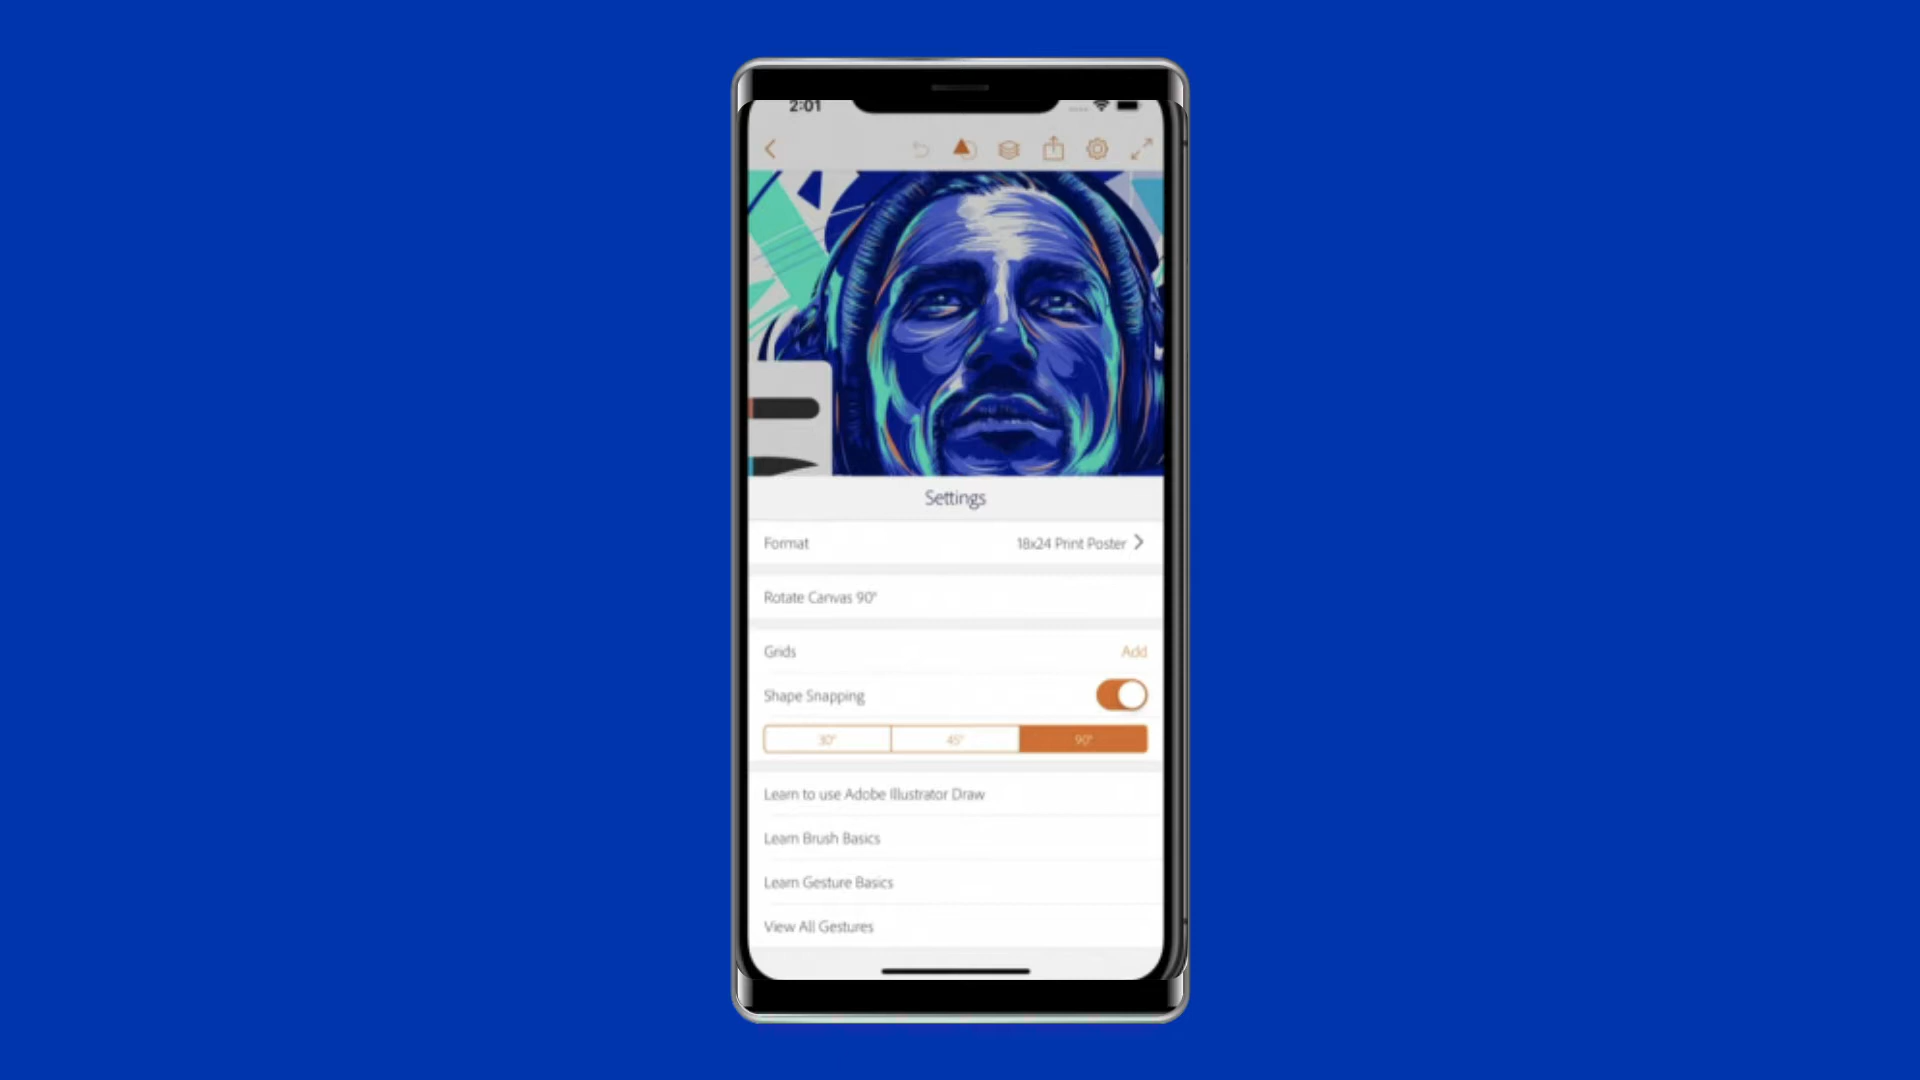 2:01
Settings
Format
18x24 Print Poster
Rotate Canvas 90°
Grids
Add
Shape Snapping
30°
45°
90°
Learn to use Adobe Illustrator Draw
Learn Brush Basics
Learn Gesture Basics
View All Gestures